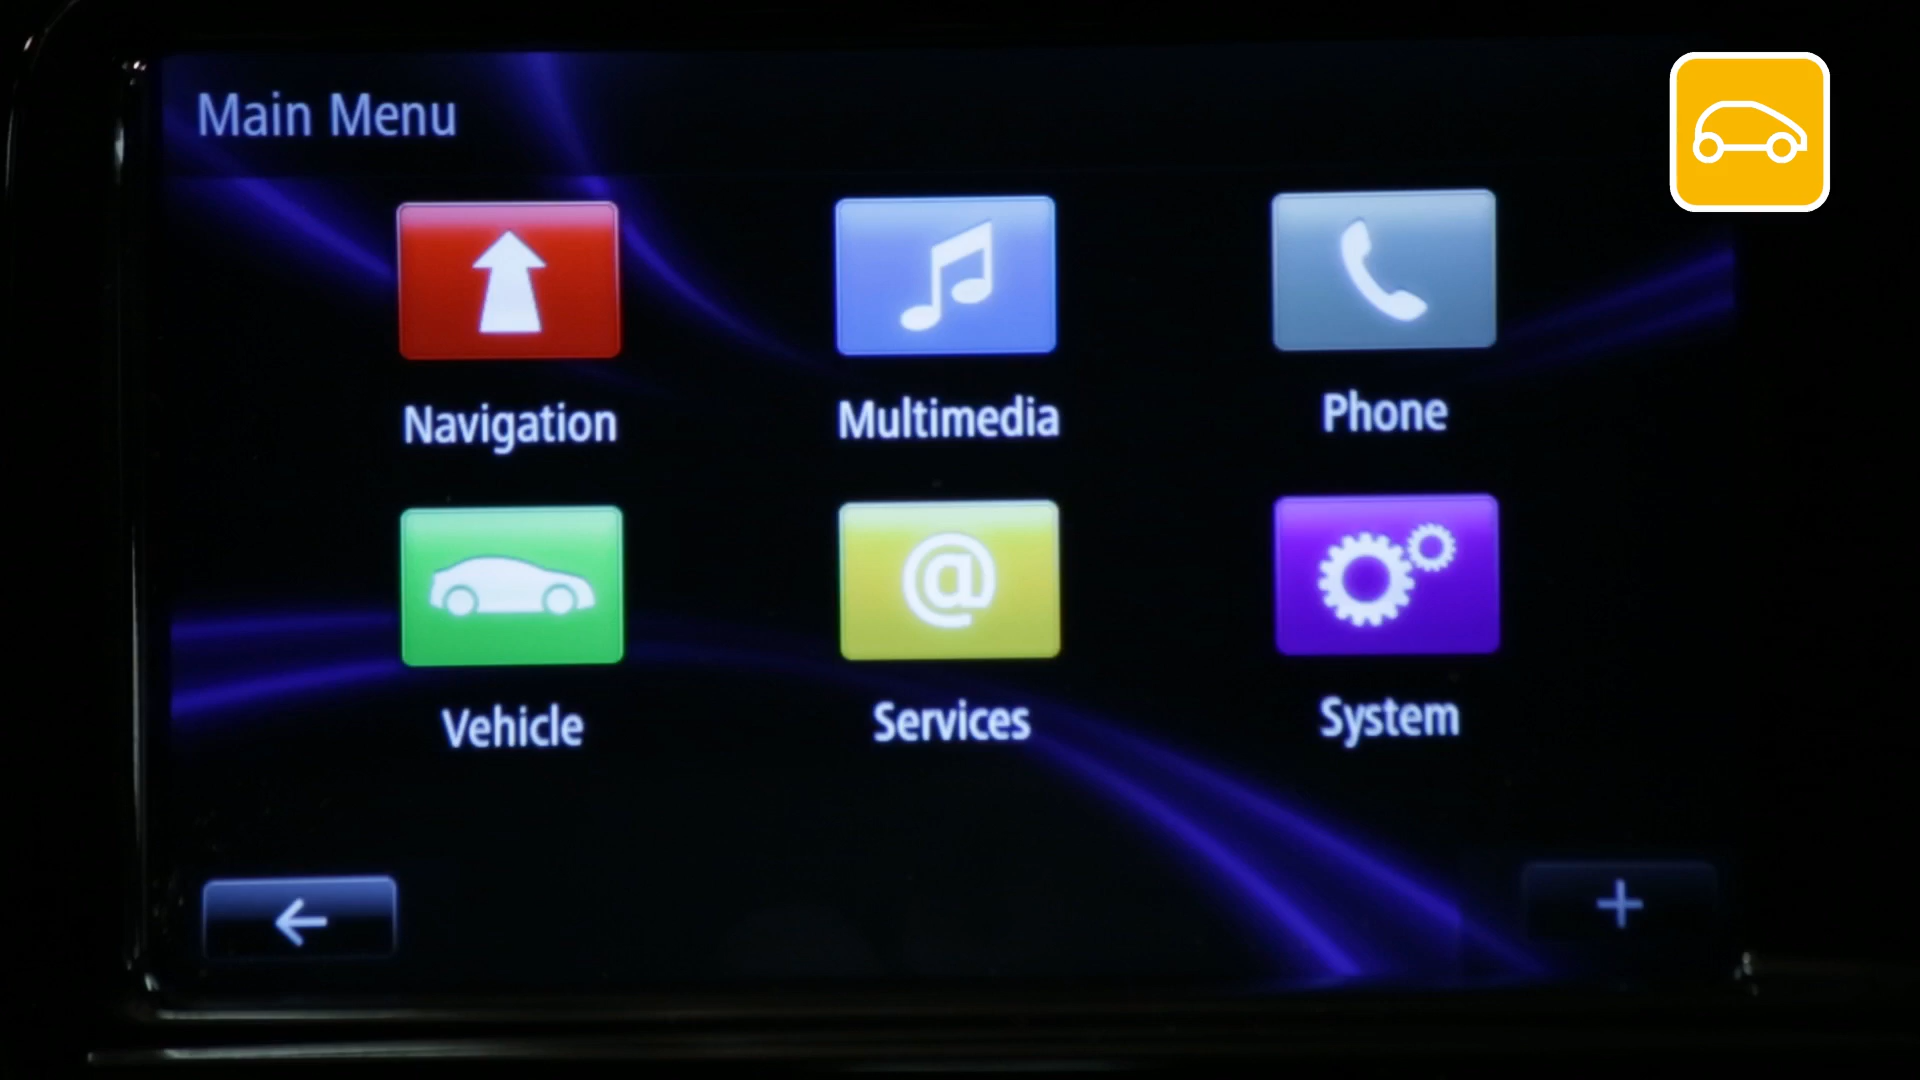 Main Menu
Navigation
Multimedia
Phone
Vehicle
Services
System